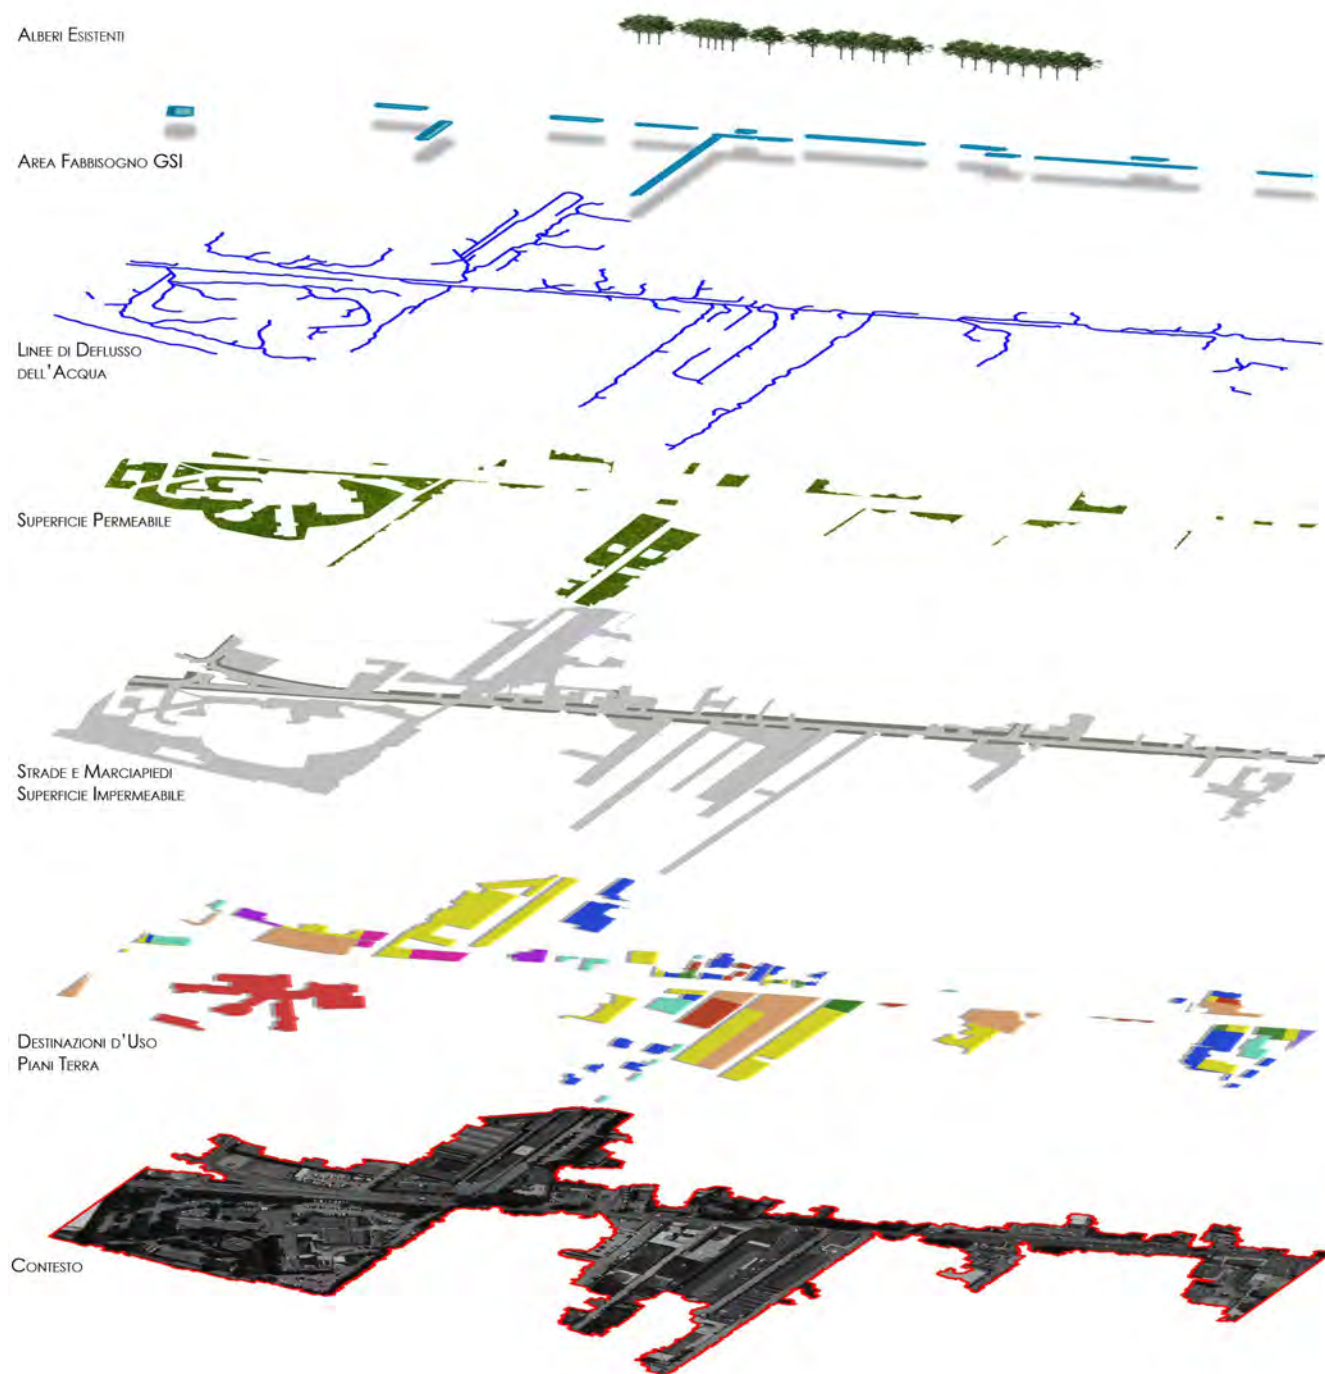 Alberi Esistenti
Area Fabbisogno GSI
Linee di Deflusso
dell'Acqua
Superficie Permeabile
Strade e Marciapiedi
Superficie Impermeabile
Destinazioni d'Uso
Piani Terra
Contesto